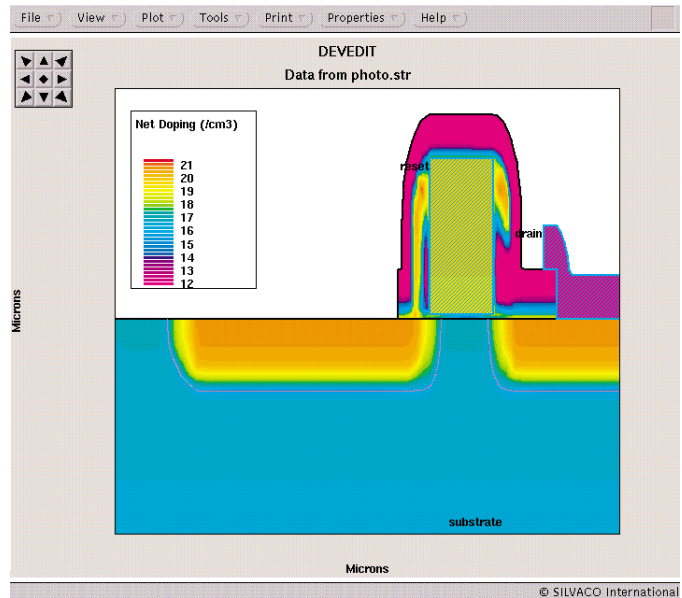 File View Plot Tools Print Properties Help
DEVEDIT
Data from photo.str
Net Doping (/cm3)
21
20
19
18
17
16
15
14
13
12
reset
drain
Microns
substrate
Microns
© SILVACO International